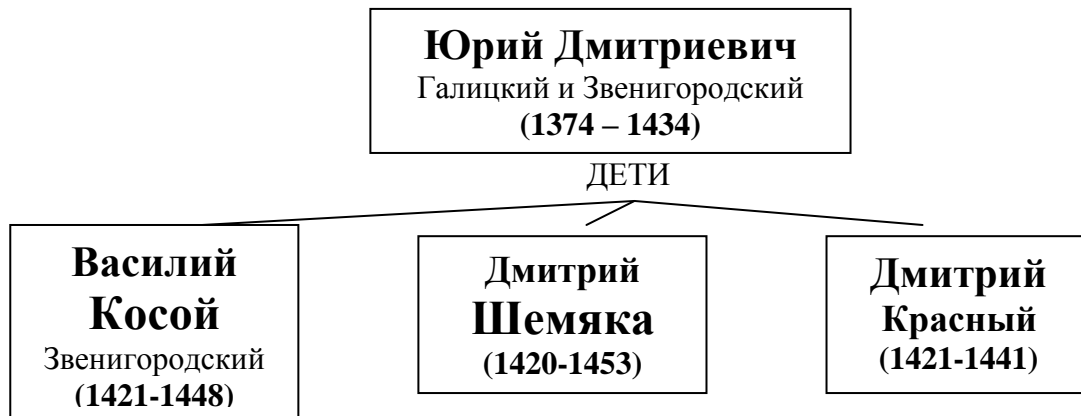 Юрий Дмитриевич
Галицкий и Звенигородский
(1374 – 1434)
ДЕТИ
Василий
Косой
Звенигородский
(1421-1448)
Дмитрий
Шемяка
(1420-1453)
Дмитрий
Красный
(1421-1441)